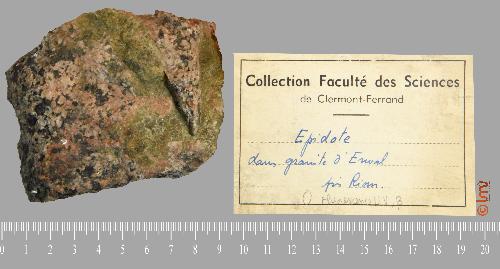 Collection Faculté des Sciences
de Clermont-Ferrand
Epidote
dans granite d'Enval
près Riom.
0 1 2 3 4 5 6 7 8 9 10 11 12 13 14 15 16 17 18 19 20